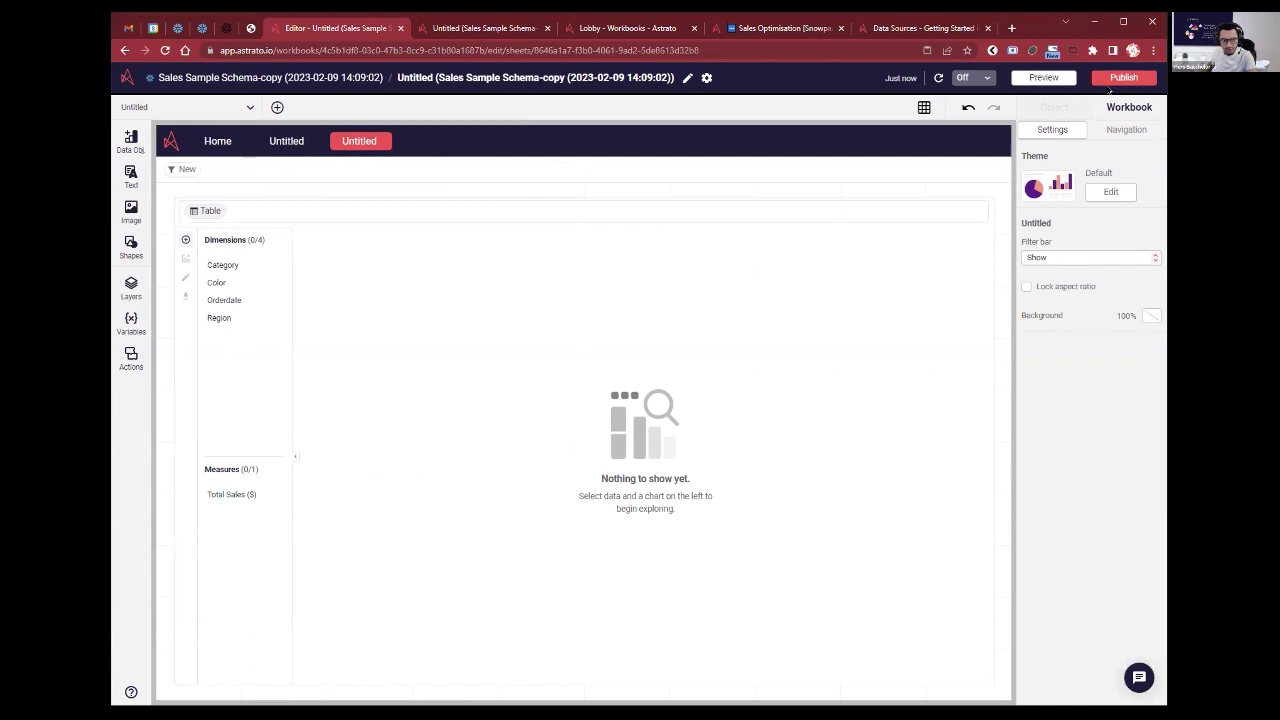 Editor - Untitled (Sales Sample S
Untitled (Sales Sample Schema-
Lobby - Workbooks - Astrato
Sales Optimisation [Snowpa
Data Sources - Getting Started
app.astrato.io/workbooks/4c5b1df8-03c0-47b3-8cc9-c31b80a1687b/edit/sheets/8646a1a7-f3b0-4061-9ad2-5de8613d32b8
New
Sales Sample Schema-copy (2023-02-09 14:09:02) / Untitled (Sales Sample Schema-copy (2023-02-09 14:09:02))
Just now
Off
Preview
Publish
Piers Batchelor
Untitled
Object
Workbook
Data Obj.
Text
Image
Shapes
Layers
Variables
Actions
Home
Untitled
Untitled
New
Table
Dimensions (0/4)
Category
Color
Orderdate
Region
Measures (0/1)
Total Sales ($)
Nothing to show yet.
Select data and a chart on the left to
begin exploring.
Settings
Navigation
Theme
Default
Edit
Untitled
Filter bar
Show
Lock aspect ratio
Background
100%